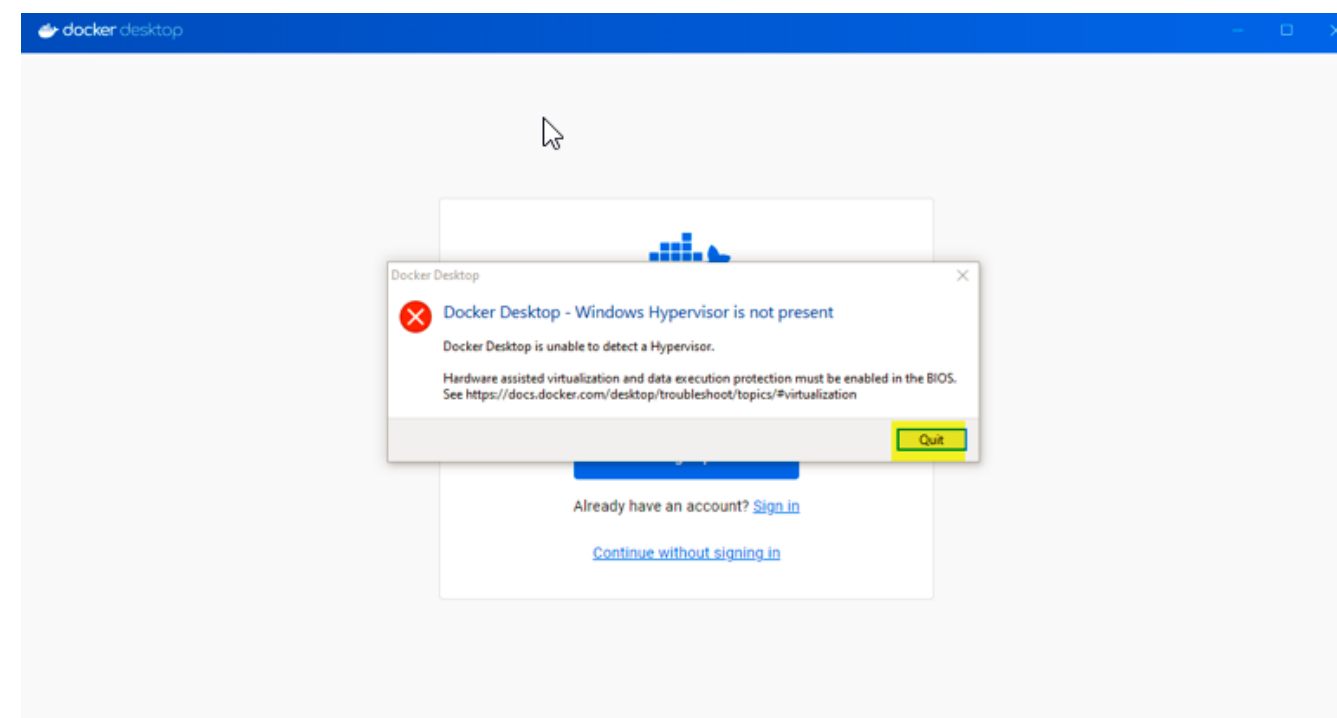 docker desktop
Docker Desktop
Docker Desktop - Windows Hypervisor is not present
Docker Desktop is unable to detect a Hypervisor.
Hardware assisted virtualization and data execution protection must be enabled in the BIOS.
See https://docs.docker.com/desktop/troubleshoot/topics/#virtualization
Quit
Already have an account? Sign in
Continue without signing in